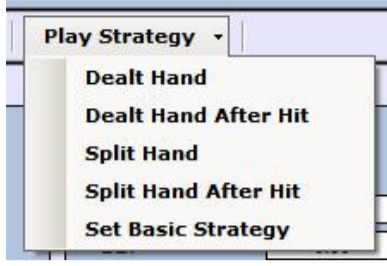 Play Strategy
Dealt Hand
Dealt Hand After Hit
Split Hand
Split Hand After Hit
Set Basic Strategy